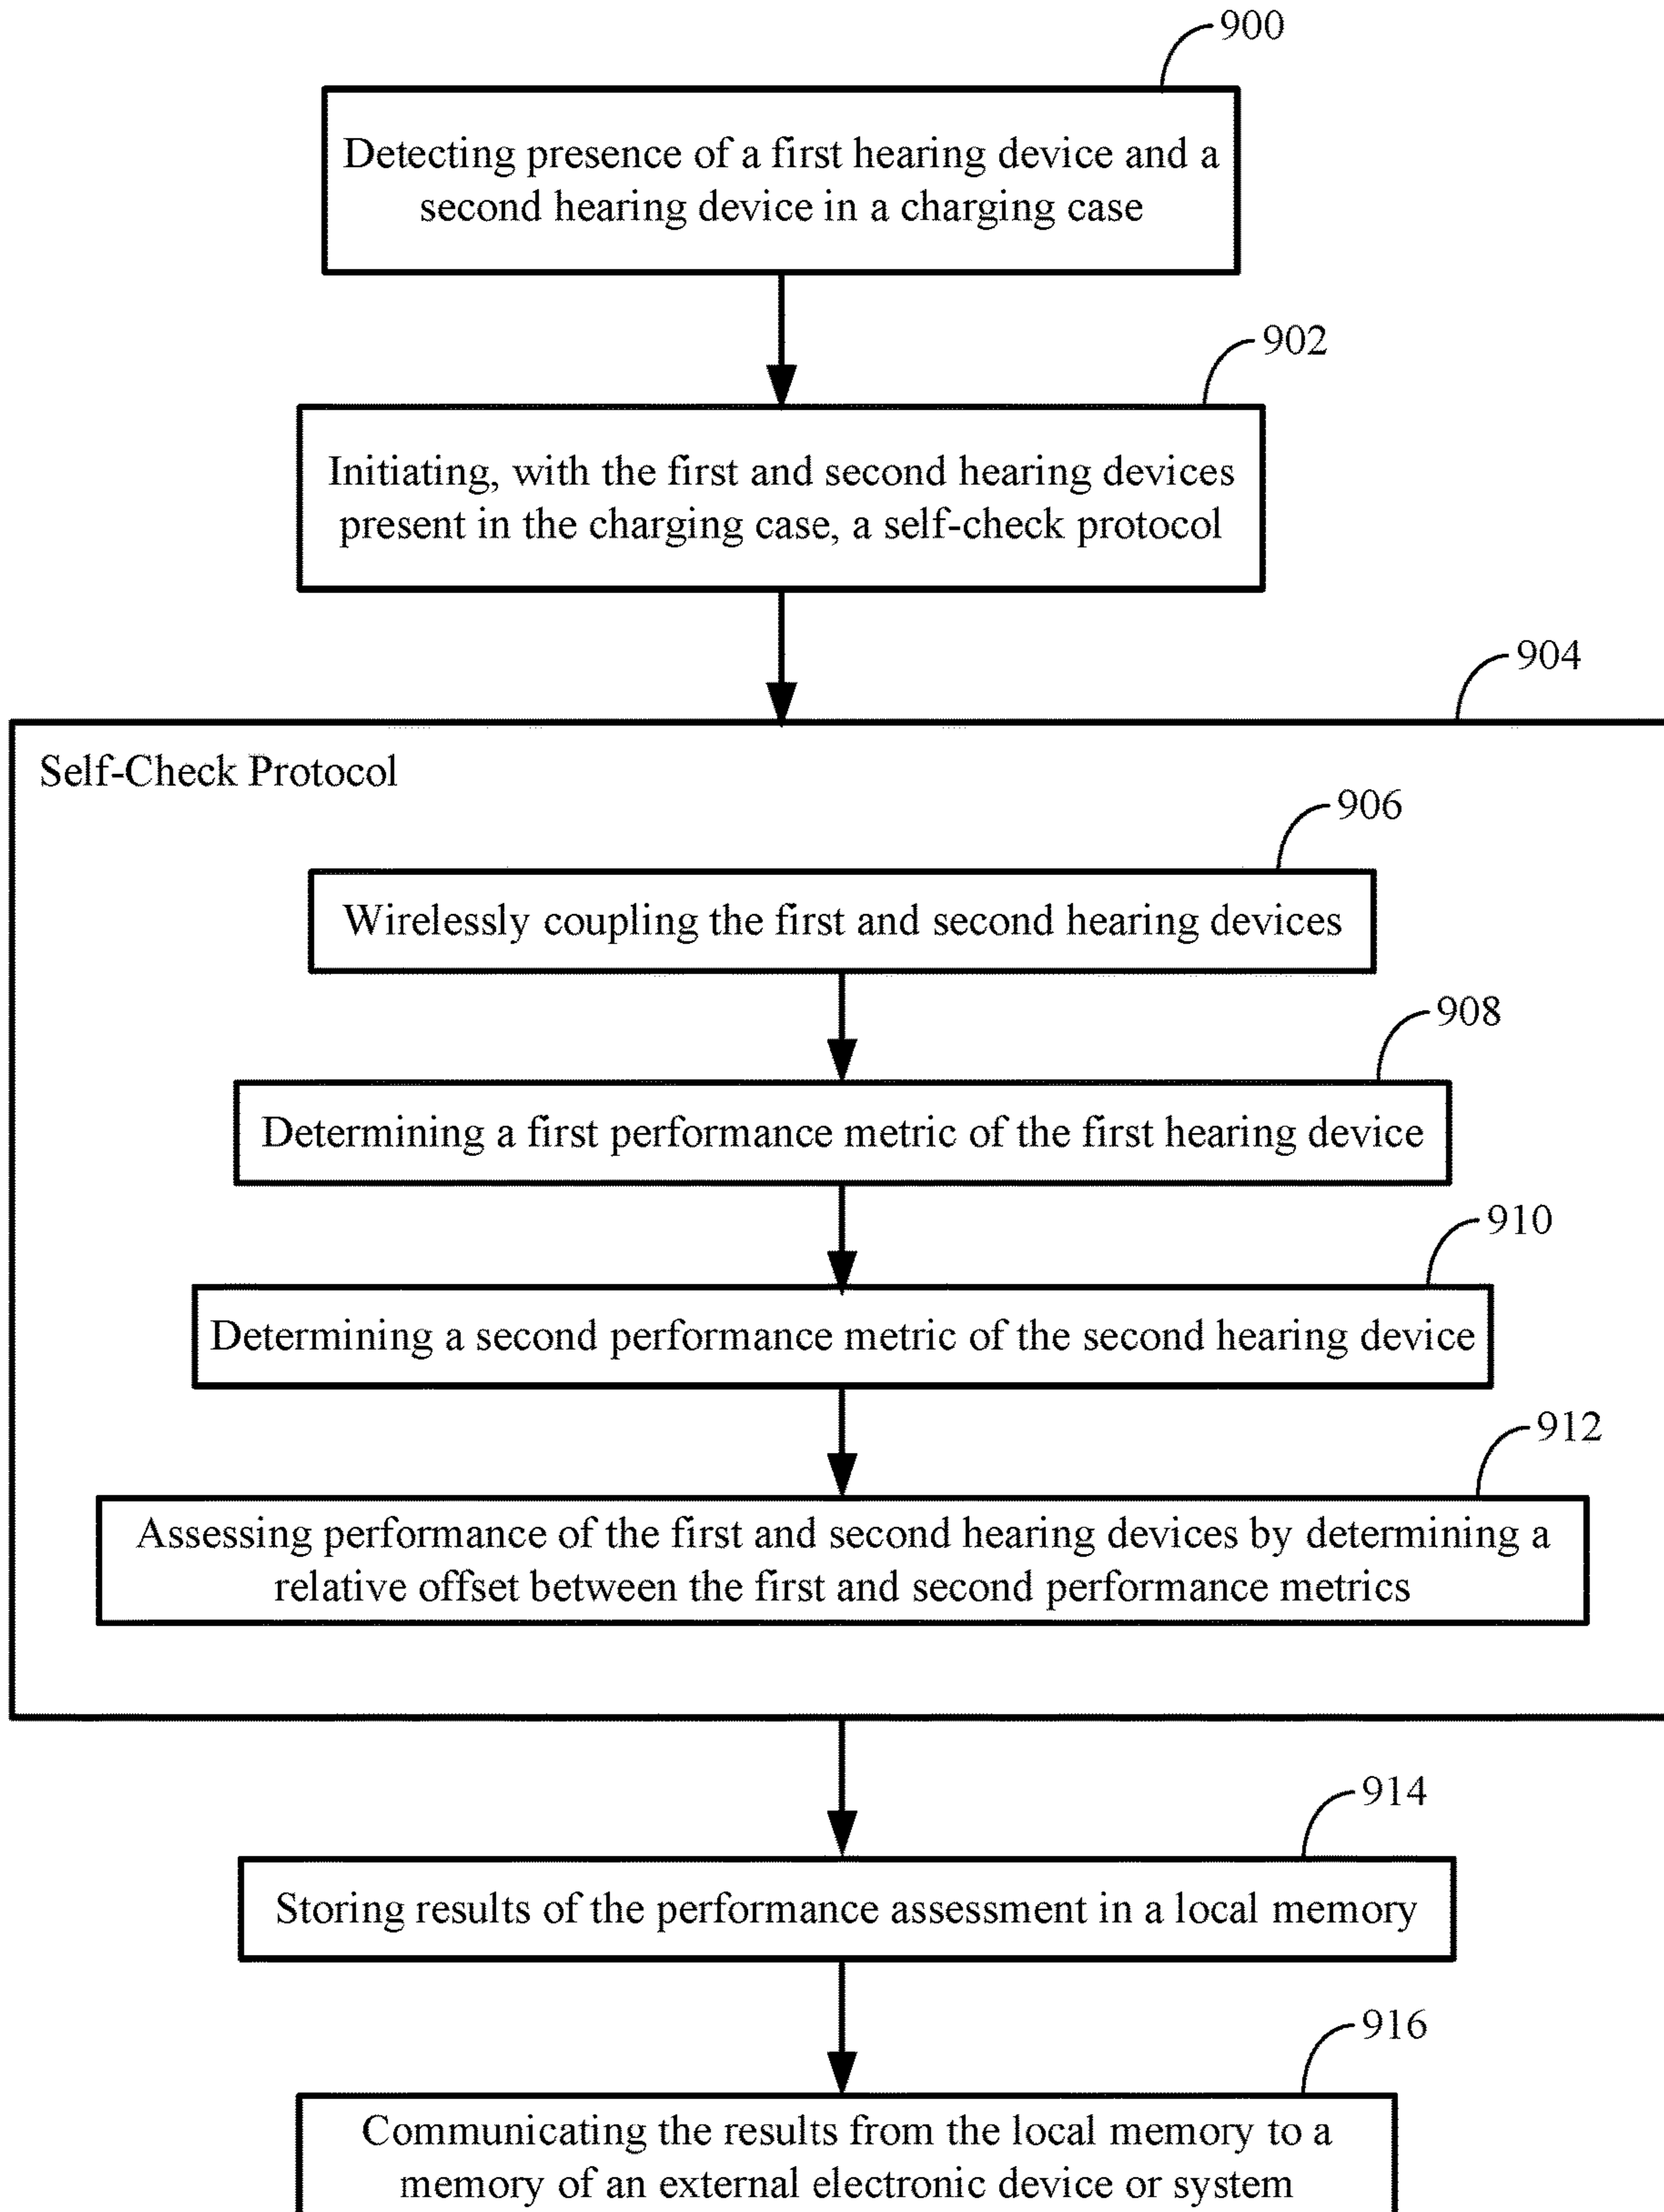 900
Detecting presence of a first hearing device and a
second hearing device in a charging case
902
Initiating, with the first and second hearing devices
present in the charging case, a self-check protocol
904
Self-Check Protocol
906
Wirelessly coupling the first and second hearing devices
908
Determining a first performance metric of the first hearing device
910
Determining a second performance metric of the second hearing device
912
Assessing performance of the first and second hearing devices by determining a
relative offset between the first and second performance metrics
914
Storing results of the performance assessment in a local memory
916
Communicating the results from the local memory to a
memory of an external electronic device or system